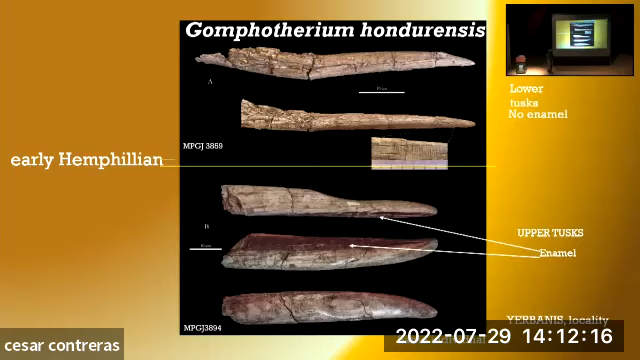 Gomphotherium hondurensis
A
Lower
tusks
No enamel
MPGJ 3859
early Hemphillian
B
UPPER TUSKS
Enamel
YERBANIS, locality
MPGJ3894
2022-07-29 14:12:16
cesar contreras